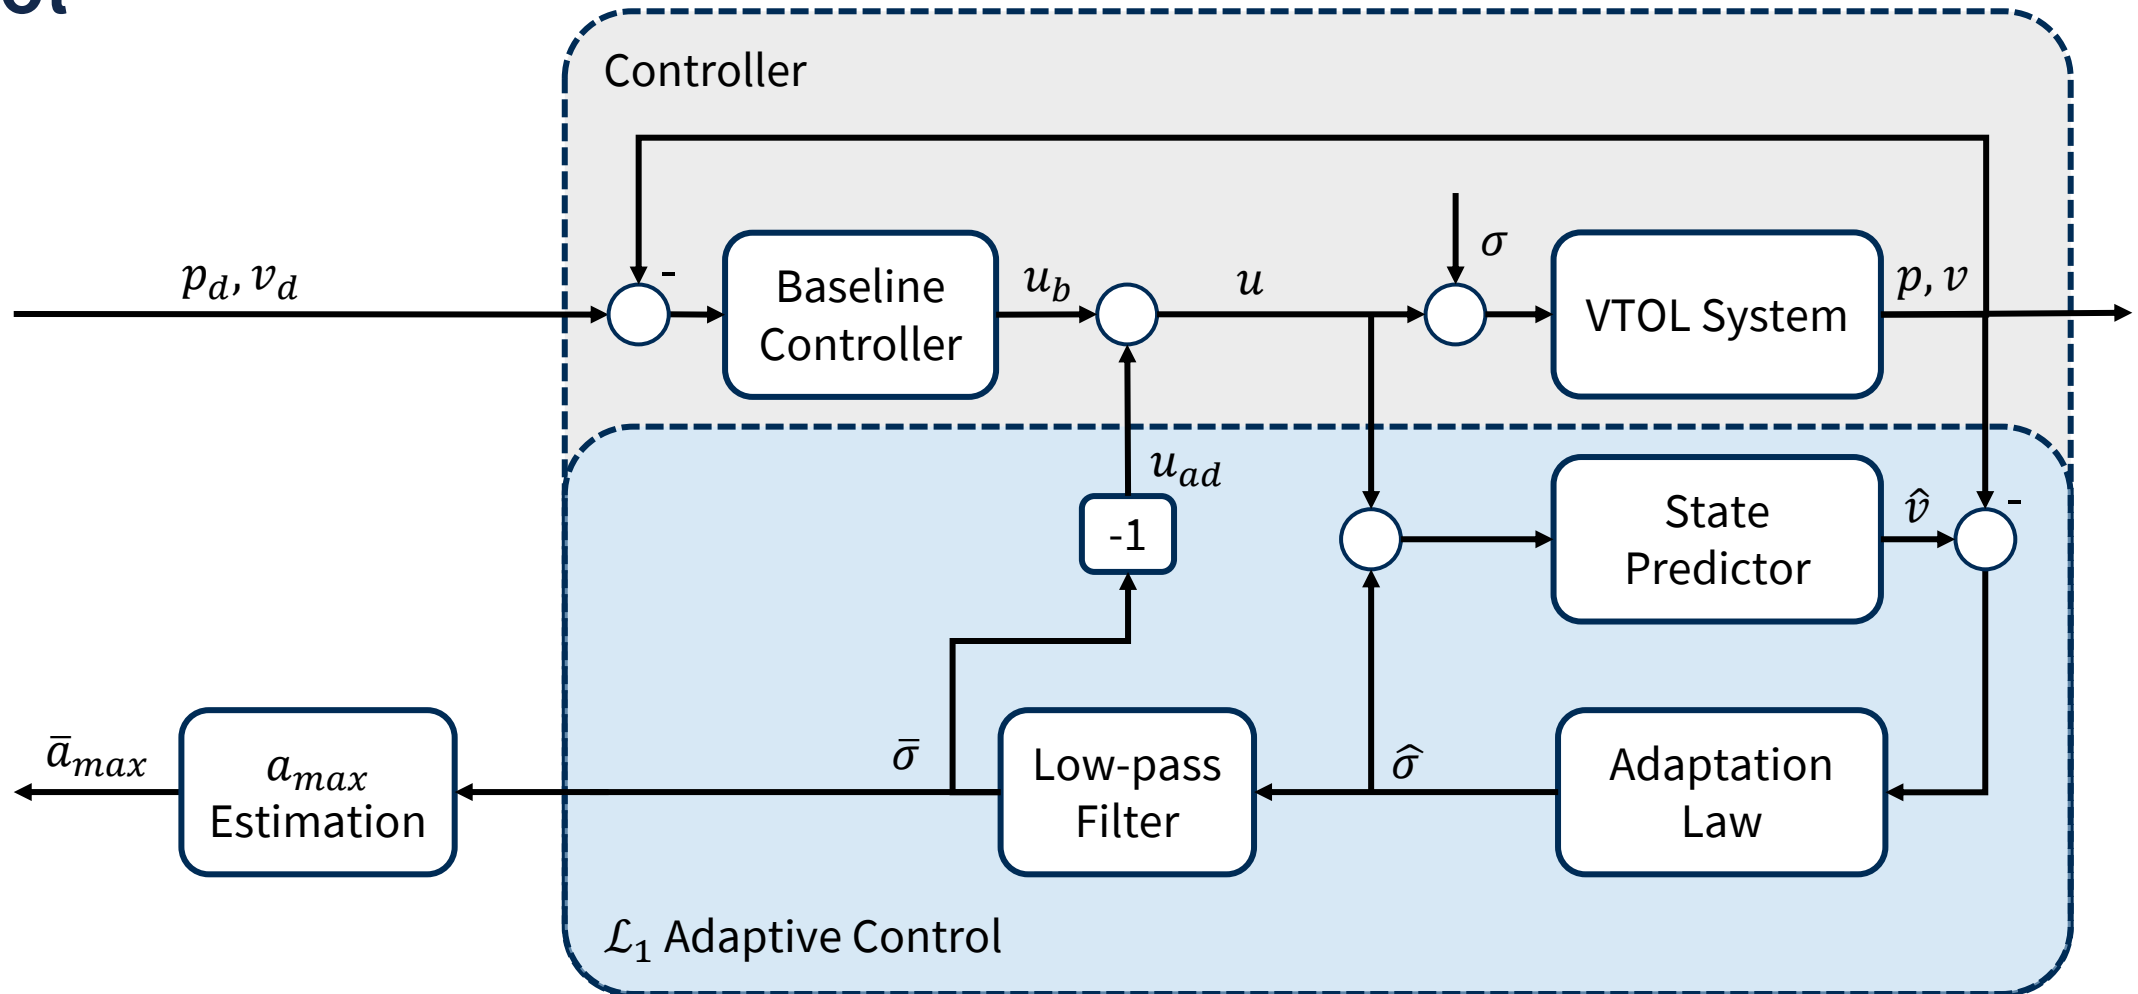 ol
Controller
-
p_d, v_d
Baseline
Controller
u_b
u
σ
VTOL System
p, v
u_ad
-1
State
Predictor
v̂
-
ā_max
a_max
Estimation
σ̄
Low-pass
Filter
σ̂
Adaptation
Law
ℒ₁ Adaptive Control